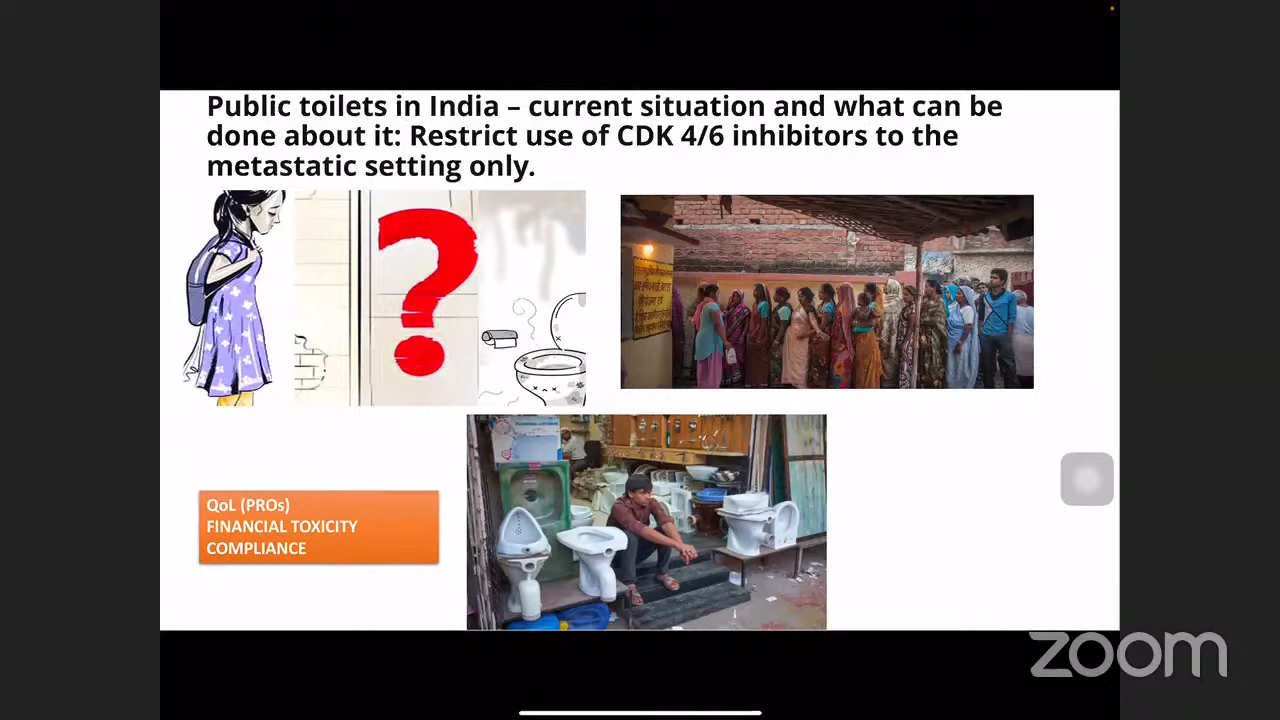 Public toilets in India – current situation and what can be
done about it: Restrict use of CDK 4/6 inhibitors to the
metastatic setting only.
QoL (PROs)
FINANCIAL TOXICITY
COMPLIANCE
zoom